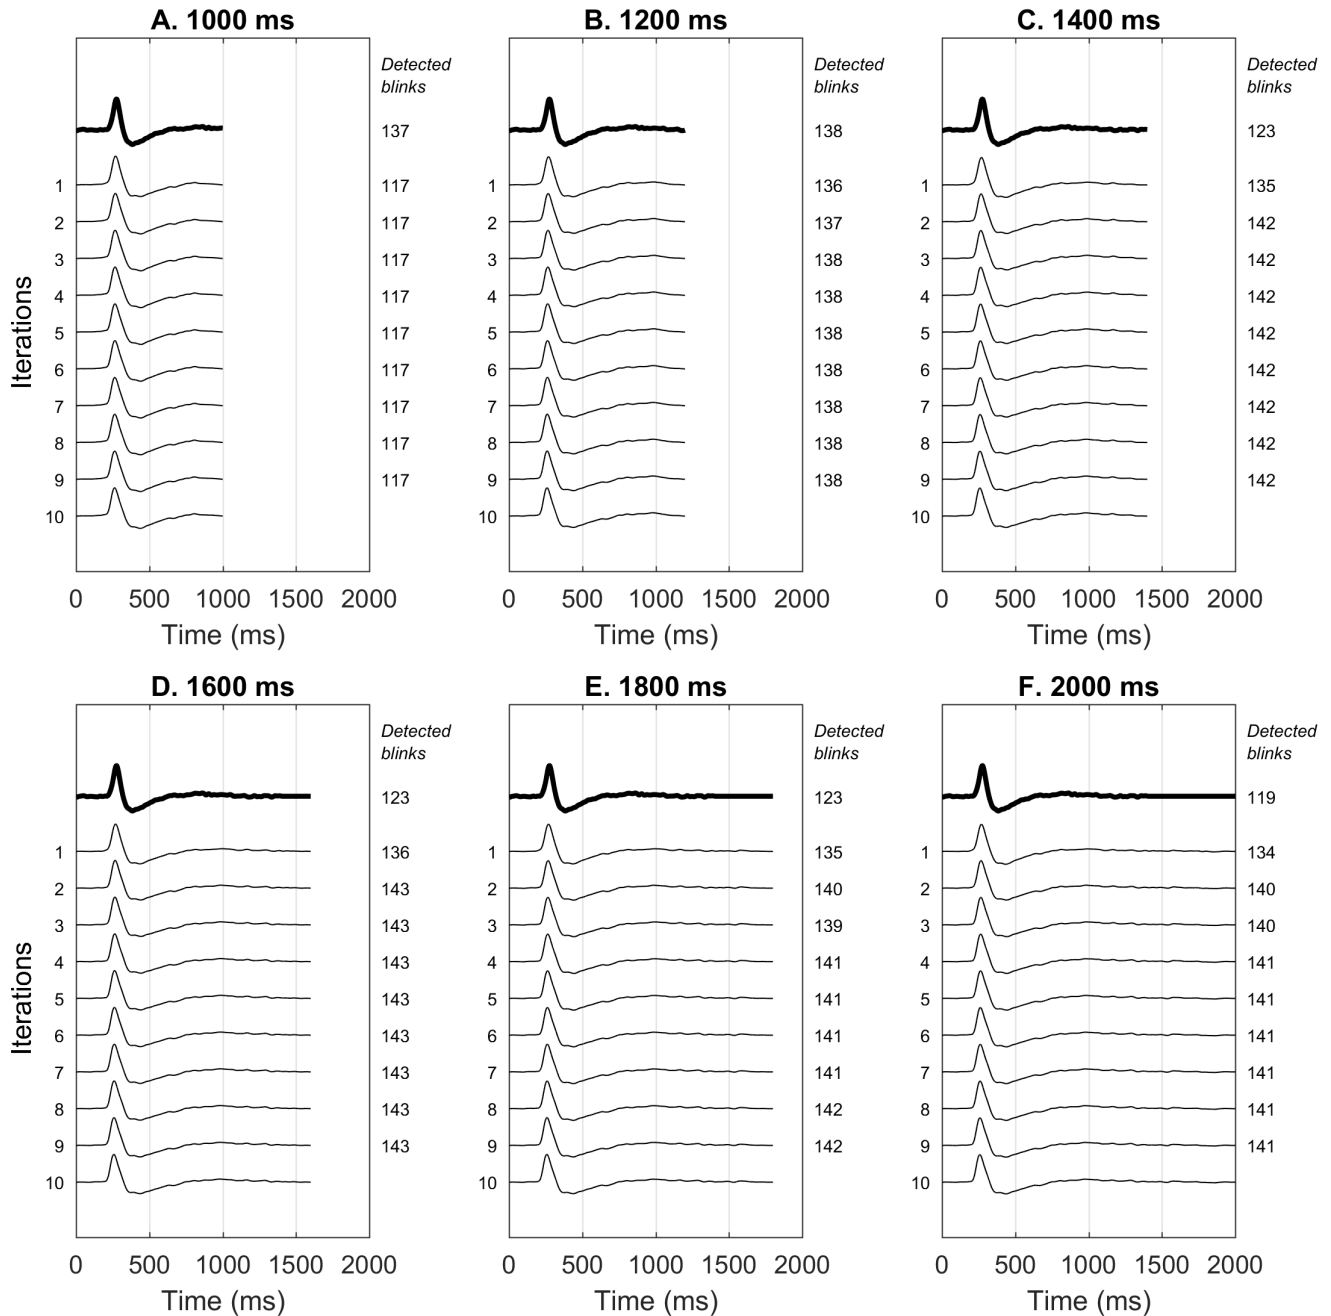 A. 1000 ms
Detected
blinks
137
1 117
2 117
3 117
4 117
5 117
6 117
7 117
8 117
9 117
10
Iterations
0 500 1000 1500 2000
Time (ms)
B. 1200 ms
Detected
blinks
138
1 136
2 137
3 138
4 138
5 138
6 138
7 138
8 138
9 138
10
0 500 1000 1500 2000
Time (ms)
C. 1400 ms
Detected
blinks
123
1 135
2 142
3 142
4 142
5 142
6 142
7 142
8 142
9 142
10
0 500 1000 1500 2000
Time (ms)
D. 1600 ms
Detected
blinks
123
1 136
2 143
3 143
4 143
5 143
6 143
7 143
8 143
9 143
10
Iterations
0 500 1000 1500 2000
Time (ms)
E. 1800 ms
Detected
blinks
123
1 135
2 140
3 139
4 141
5 141
6 141
7 141
8 142
9 142
10
0 500 1000 1500 2000
Time (ms)
F. 2000 ms
Detected
blinks
119
1 134
2 140
3 140
4 141
5 141
6 141
7 141
8 141
9 141
10
0 500 1000 1500 2000
Time (ms)